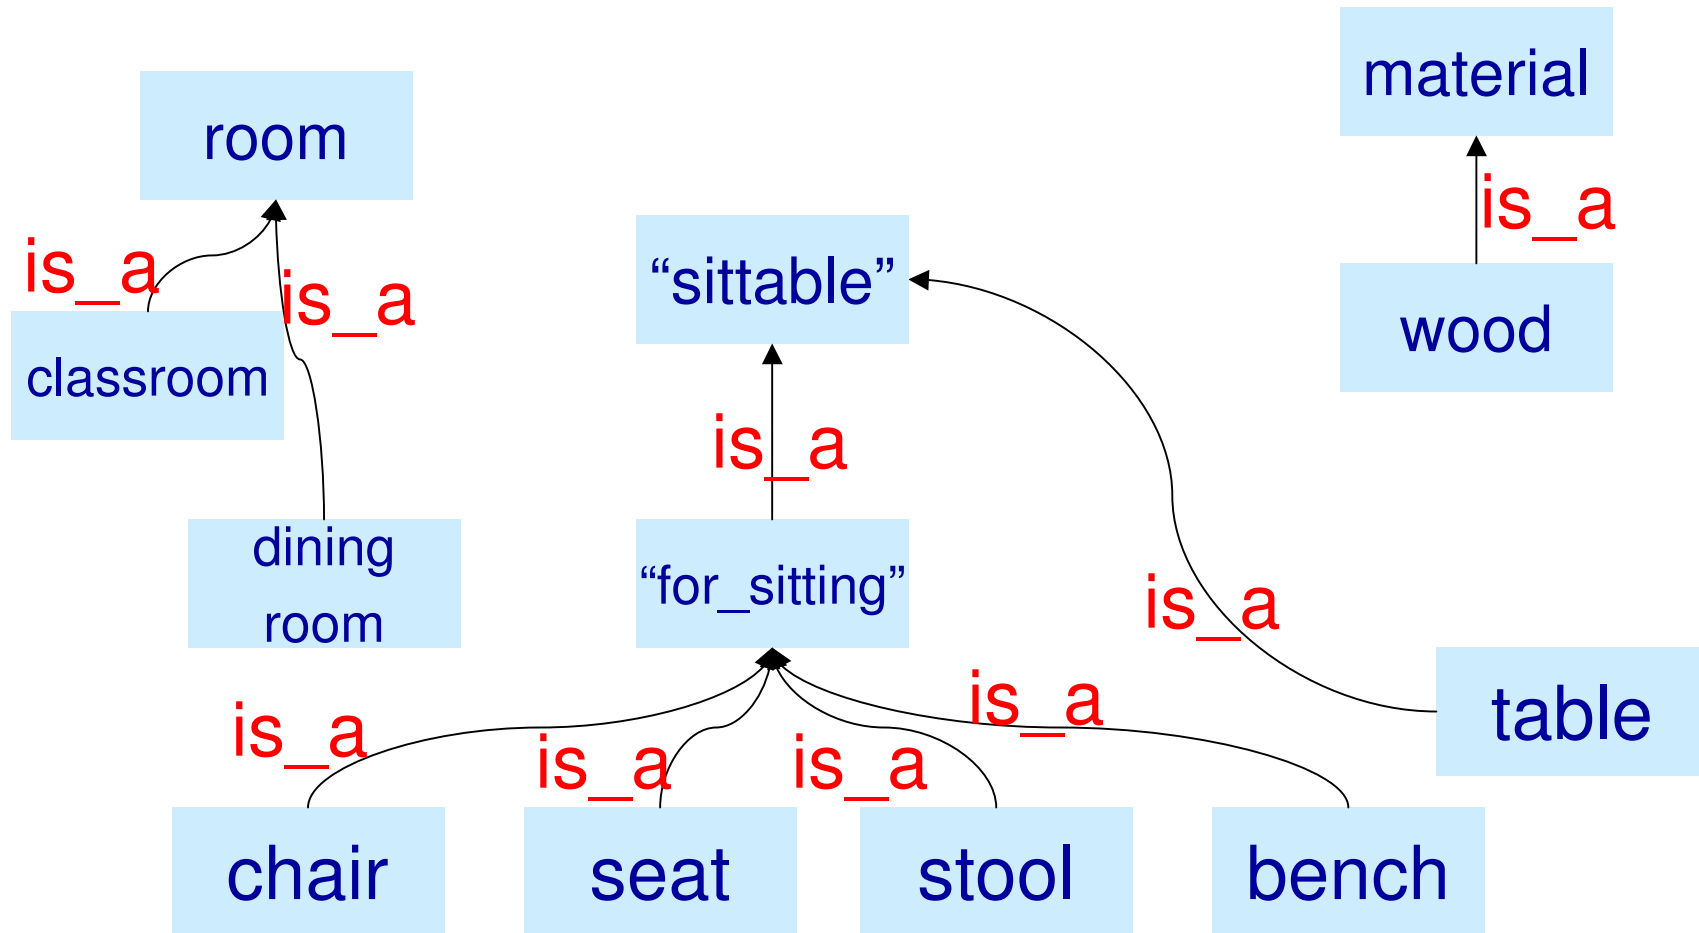 material
room
is_a
“sittable”
is_a
is_a
wood
classroom
is_a
dining
room
“for_sitting”
is_a
table
is_a
is_a
is_a
is_a
chair
seat
stool
bench